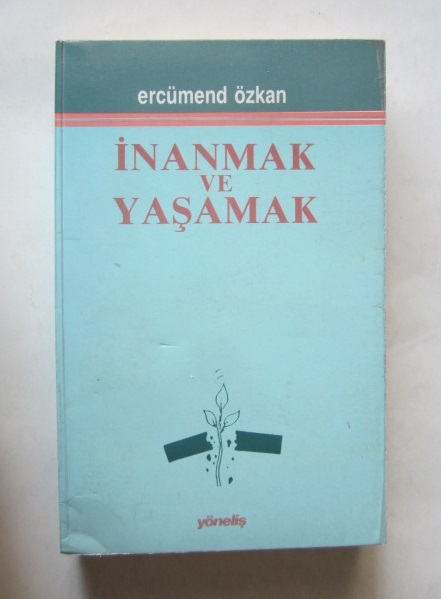 ercümend özkan
İNANMAK
VE
YAŞAMAK
yöneliş